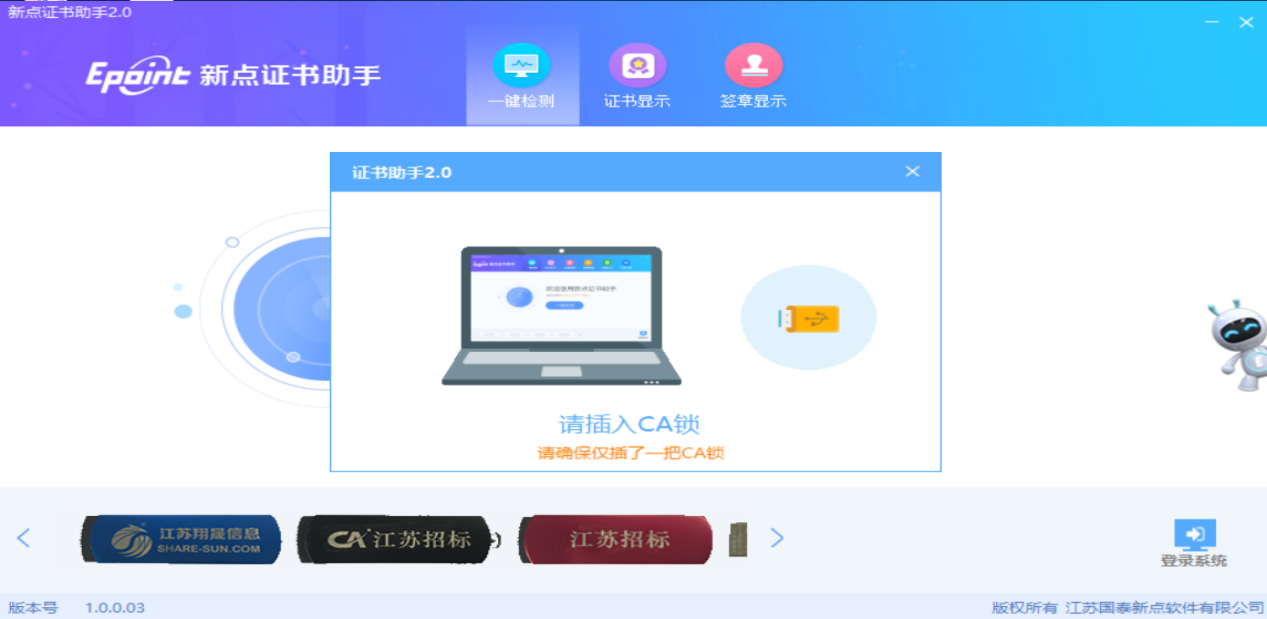 新点证书助手2.0
Epoint 新点证书助手
一键检测
证书显示
签章显示
证书助手2.0
请插入CA锁
请确保仅插了一把CA锁
江苏翔晟信息
SHARE-SUN.COM
CA 江苏招标
江苏招标
登录系统
版本号 1.0.0.03
版权所有 江苏国泰新点软件有限公司